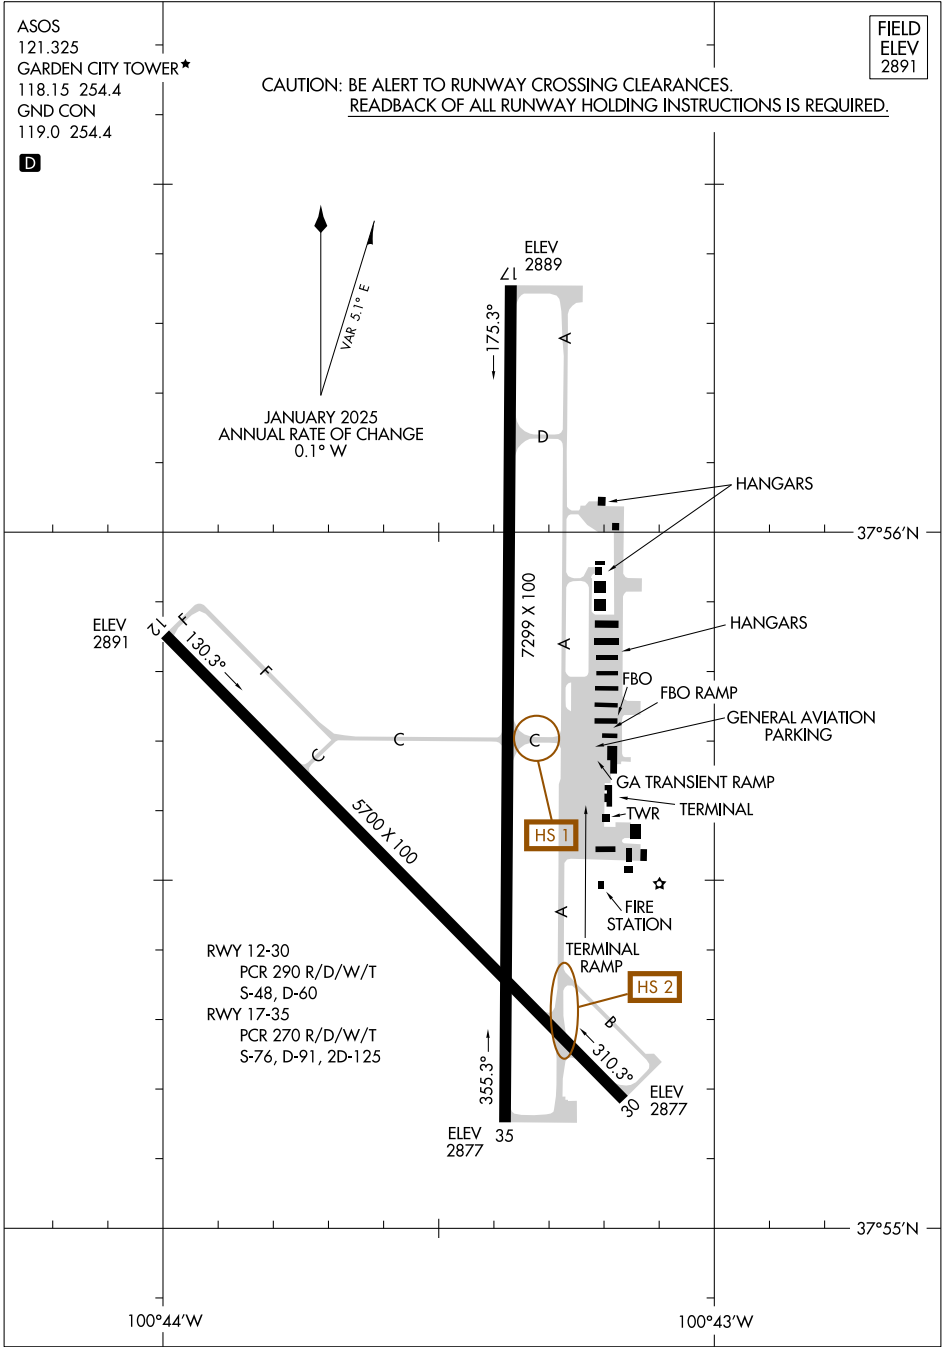 ASOS
121.325
GARDEN CITY TOWER★
118.15 254.4
GND CON
119.0 254.4
D
CAUTION: BE ALERT TO RUNWAY CROSSING CLEARANCES.
READBACK OF ALL RUNWAY HOLDING INSTRUCTIONS IS REQUIRED.
FIELD
ELEV
2891
VAR 5.1° E
JANUARY 2025
ANNUAL RATE OF CHANGE
0.1° W
ELEV
2889
17
175.3°
A
D
HANGARS
37°56'N
7299 X 100
A
HANGARS
ELEV
2891
12
130.3°
F
F
FBO
FBO RAMP
GENERAL AVIATION
PARKING
C
C
C
GA TRANSIENT RAMP
TERMINAL
TWR
HS 1
5700 X 100
A
FIRE
STATION
TERMINAL
RAMP
HS 2
B
RWY 12-30
PCR 290 R/D/W/T
S-48, D-60
RWY 17-35
PCR 270 R/D/W/T
S-76, D-91, 2D-125
355.3°
310.3°
30
ELEV
2877
ELEV
2877
35
37°55'N
100°44'W
100°43'W